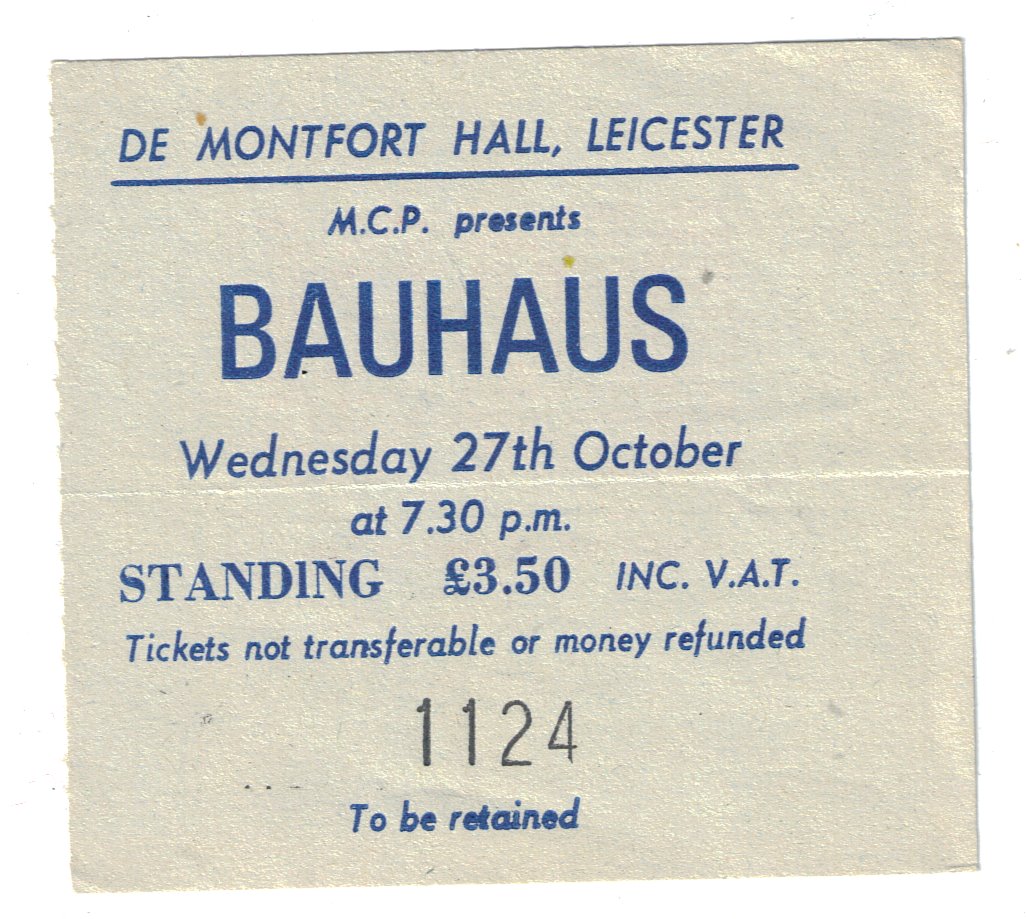 DE MONTFORT HALL, LEICESTER
M.C.P. presents
BAUHAUS
Wednesday 27th October
at 7.30 p.m.
STANDING £3.50 INC. V.A.T.
Tickets not transferable or money refunded
1124
To be retained